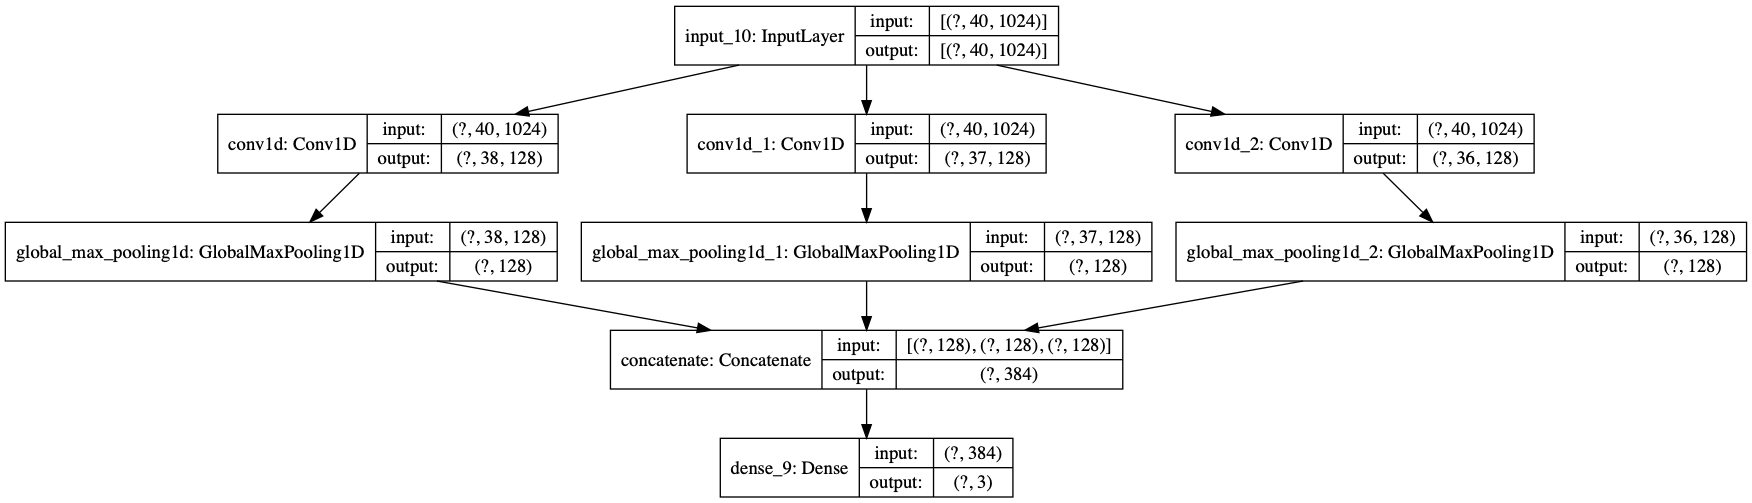 input_10: InputLayer
input: [(?, 40, 1024)]
output: [(?, 40, 1024)]
conv1d: Conv1D
input: (?, 40, 1024)
output: (?, 38, 128)
conv1d_1: Conv1D
input: (?, 40, 1024)
output: (?, 37, 128)
conv1d_2: Conv1D
input: (?, 40, 1024)
output: (?, 36, 128)
global_max_pooling1d: GlobalMaxPooling1D
input: (?, 38, 128)
output: (?, 128)
global_max_pooling1d_1: GlobalMaxPooling1D
input: (?, 37, 128)
output: (?, 128)
global_max_pooling1d_2: GlobalMaxPooling1D
input: (?, 36, 128)
output: (?, 128)
concatenate: Concatenate
input: [(?, 128), (?, 128), (?, 128)]
output: (?, 384)
dense_9: Dense
input: (?, 384)
output: (?, 3)